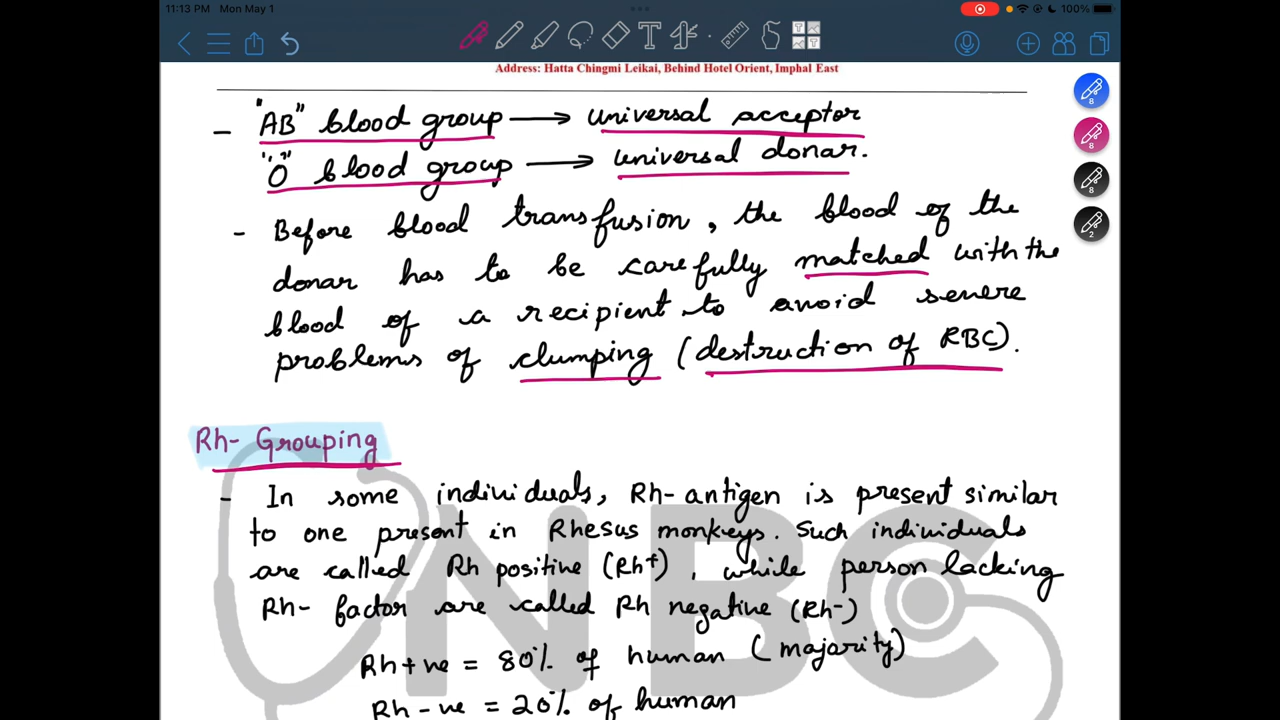 11:13 PM Mon May 1
100%
Address: Hatta Chingmi Leikai, Behind Hotel Orient, Imphal East
- "AB" blood group → universal acceptor
"O" blood group → universal donar.
- Before blood transfusion, the blood of the
donar has to be carefully matched with the
blood of a recipient to avoid severe
problems of clumping (destruction of RBC).
Rh- Grouping
- In some individuals, Rh-antigen is present similar
to one present in Rhesus monkeys. Such individuals
are called Rh positive (Rh+), while person lacking
Rh- factor are called Rh negative (Rh-)
Rh+ve = 80% of human (majority)
Rh-ve = 20% of human
NBC
8
8
8
2